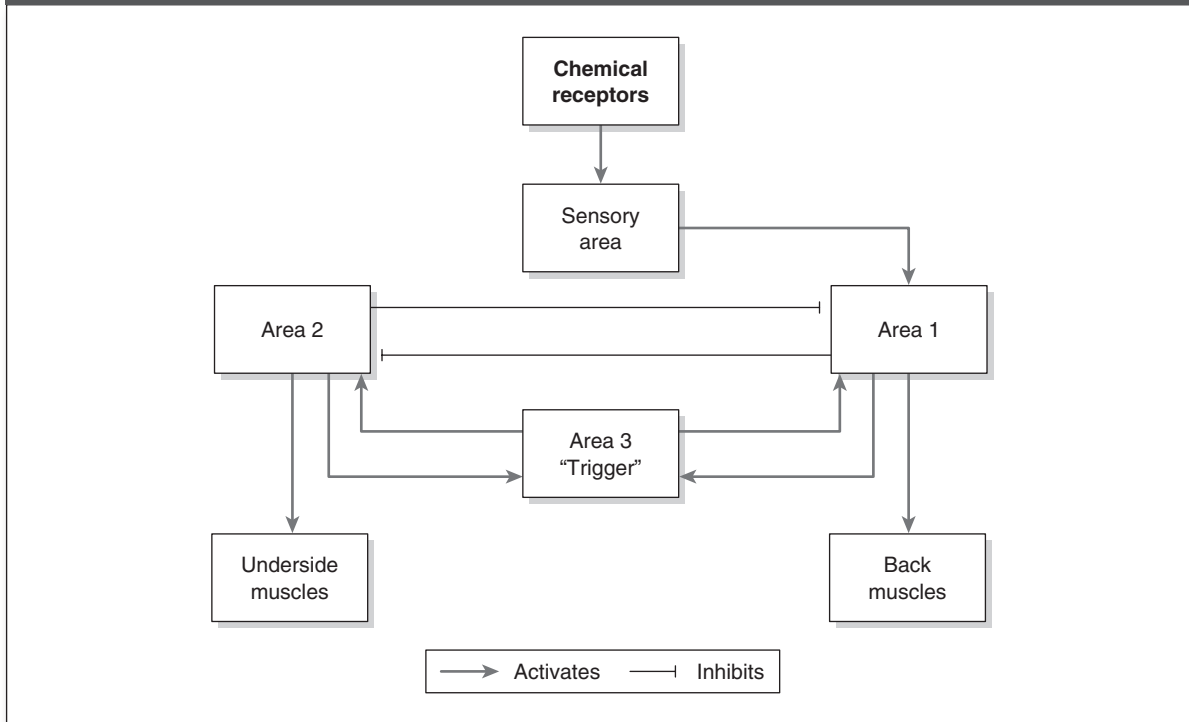 Chemical
receptors
Sensory
area
Area 2
Area 1
Area 3
“Trigger”
Underside
muscles
Back
muscles
Activates
Inhibits